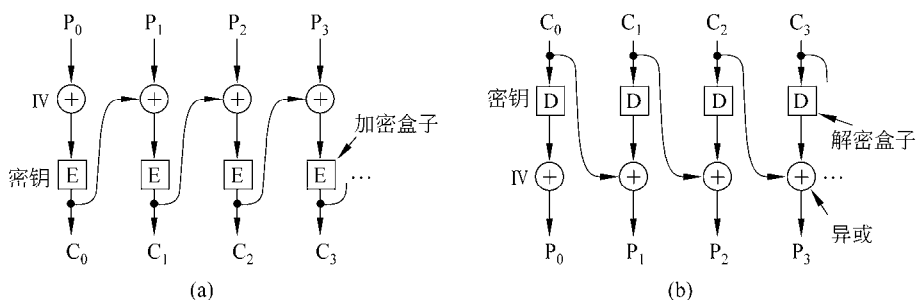 P₀ P₁ P₂ P₃
IV + + + +
加密盒子
密钥 E E E E …
C₀ C₁ C₂ C₃
(a)
C₀ C₁ C₂ C₃
密钥 D D D D
解密盒子
IV + + + + …
异或
P₀ P₁ P₂ P₃
(b)